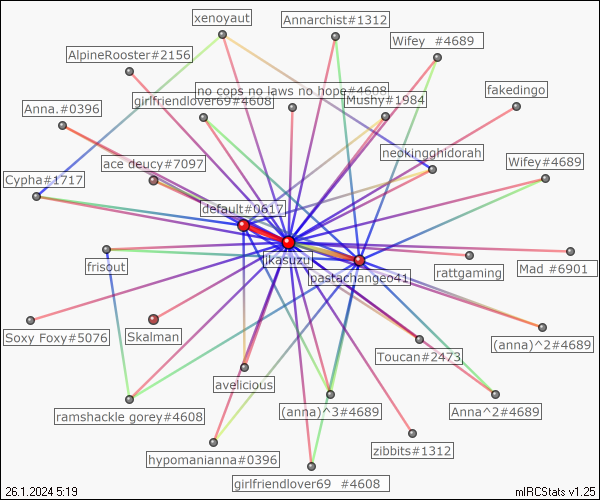 xenoyaut
Annarchist#1312
Wifey  #4689
AlpineRooster#2156
no cops no laws no hope#4608
fakedingo
girlfriendlover69#4608
Mushy#1984
Anna.#0396
neokingghidorah
ace deucy#7097
Wifey#4689
Cypha#1717
default#0617
jkasuzu
frisout
pastachangeo41
rattgaming
Mad #6901
Soxy Foxy#5076
Skalman
(anna)^2#4689
Toucan#2473
avelicious
ramshackle gorey#4608
(anna)^3#4689
Anna^2#4689
zibbits#1312
hypomanianna#0396
girlfriendlover69  #4608
26.1.2024 5:19
mIRCStats v1.25